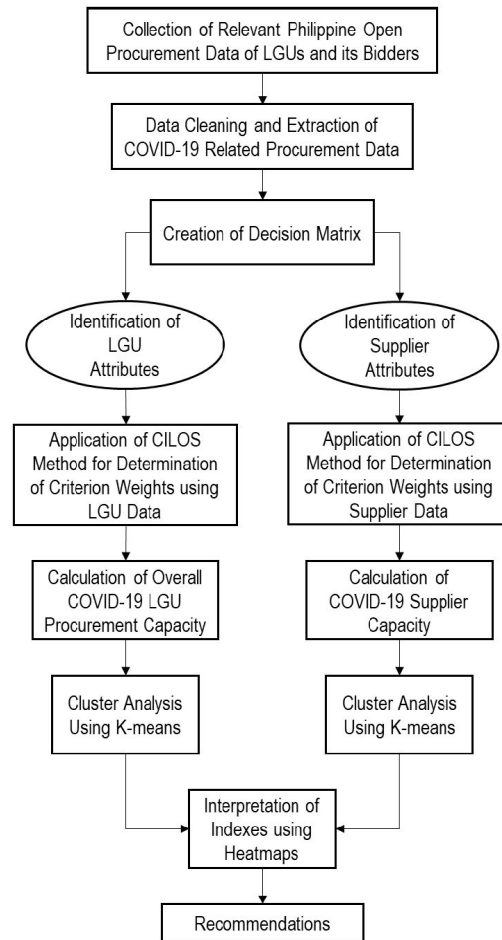 Collection of Relevant Philippine Open
Procurement Data of LGUs and its Bidders
Data Cleaning and Extraction of
COVID-19 Related Procurement Data
Creation of Decision Matrix
Identification of
LGU
Attributes
Identification of
Supplier
Attributes
Application of CILOS
Method for Determination
of Criterion Weights using
LGU Data
Application of CILOS
Method for Determination
of Criterion Weights using
Supplier Data
Calculation of Overall
COVID-19 LGU
Procurement Capacity
Calculation of
COVID-19 Supplier
Capacity
Cluster Analysis
Using K-means
Cluster Analysis
Using K-means
Interpretation of
Indexes using
Heatmaps
Recommendations